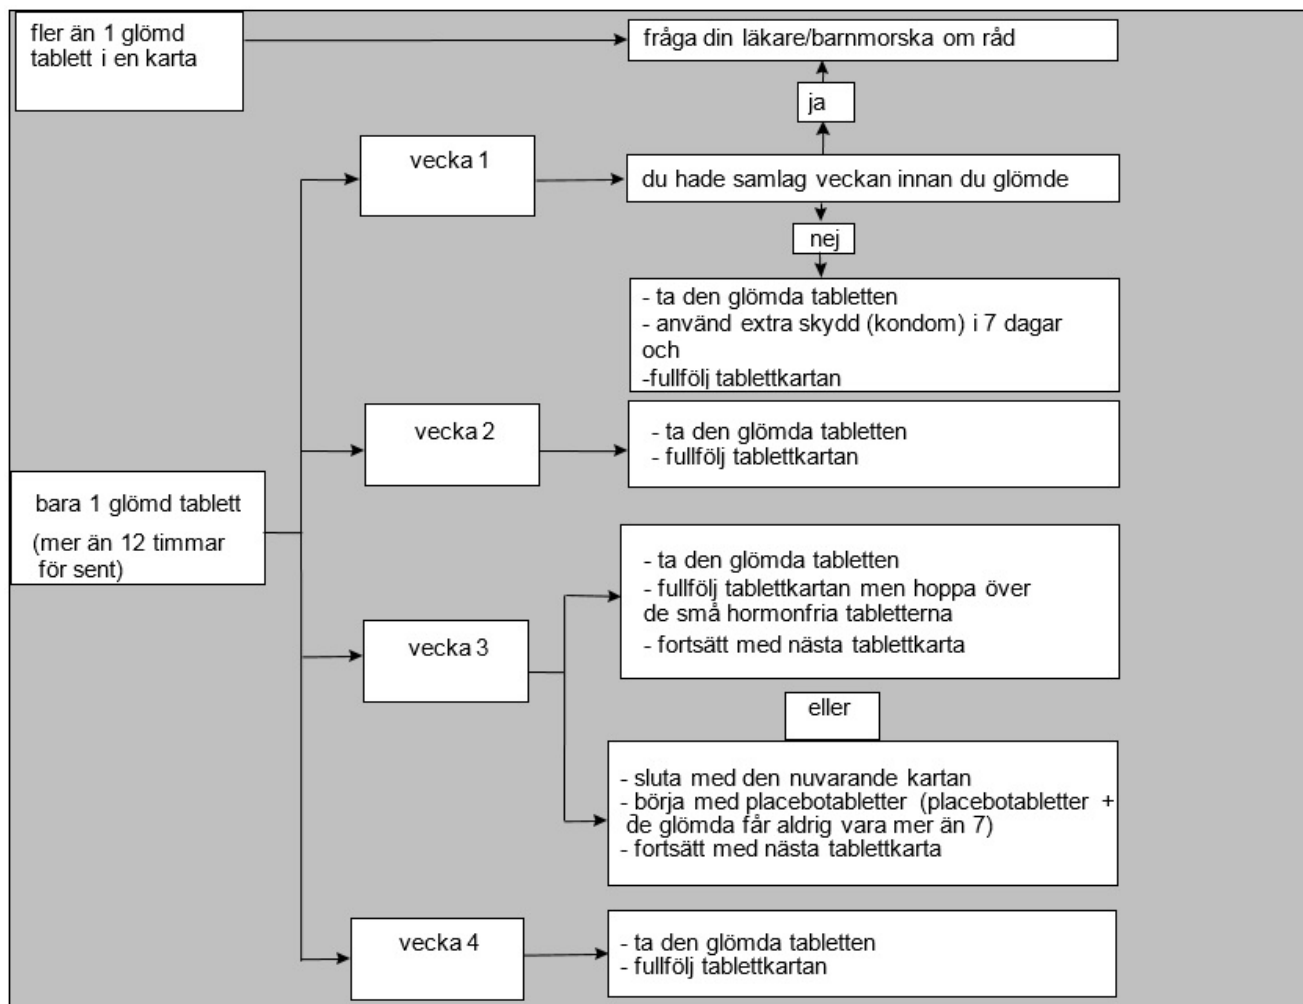 fler än 1 glömd
tablett i en karta
fråga din läkare/barnmorska om råd
ja
vecka 1
du hade samlag veckan innan du glömde
nej
- ta den glömda tabletten
- använd extra skydd (kondom) i 7 dagar
och
-fullfölj tablettkartan
vecka 2
- ta den glömda tabletten
- fullfölj tablettkartan
bara 1 glömd tablett
(mer än 12 timmar
för sent)
- ta den glömda tabletten
- fullfölj tablettkartan men hoppa över
de små hormonfria tabletterna
- fortsätt med nästa tablettkarta
vecka 3
eller
- sluta med den nuvarande kartan
- börja med placebotabletter (placebotabletter +
de glömda får aldrig vara mer än 7)
- fortsätt med nästa tablettkarta
vecka 4
- ta den glömda tabletten
- fullfölj tablettkartan